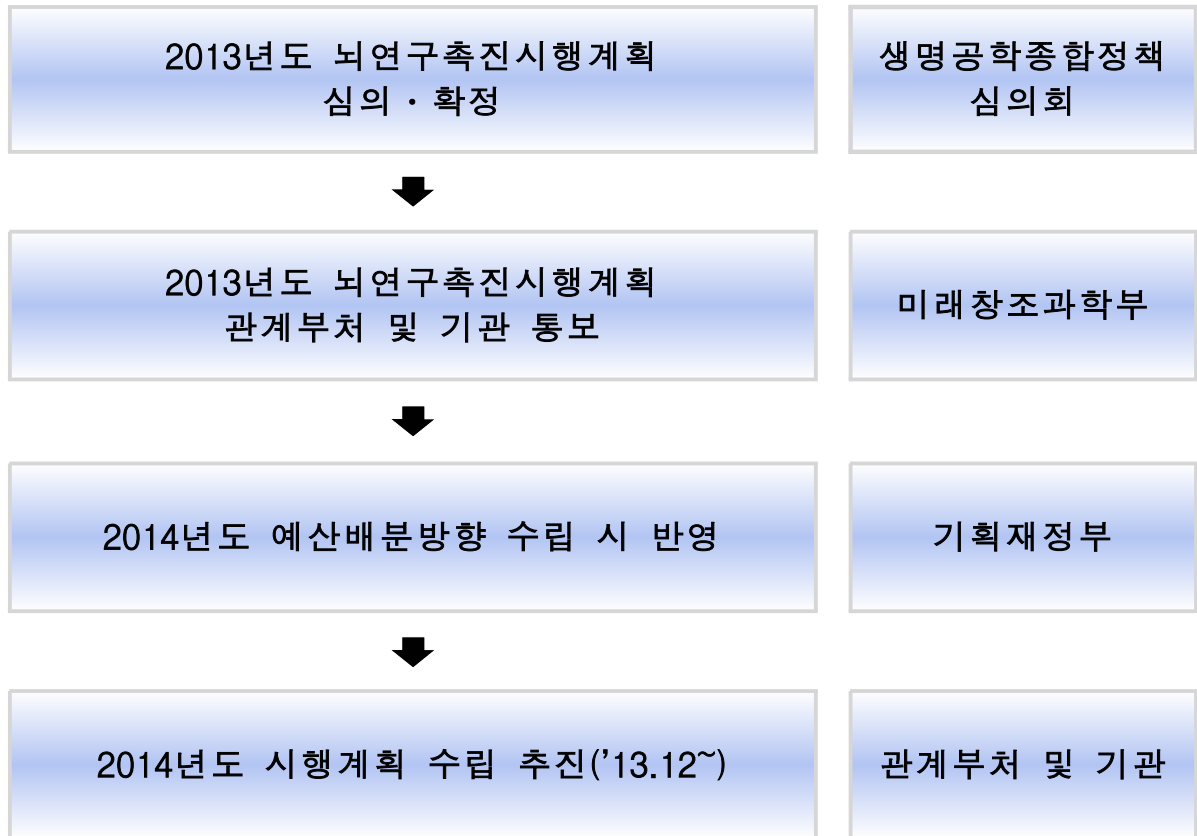 2013년도 뇌연구촉진시행계획
심의·확정
생명공학종합정책
심의회
2013년도 뇌연구촉진시행계획
관계부처 및 기관 통보
미래창조과학부
2014년도 예산배분방향 수립 시 반영
기획재정부
2014년도 시행계획 수립 추진(’13.12~)
관계부처 및 기관